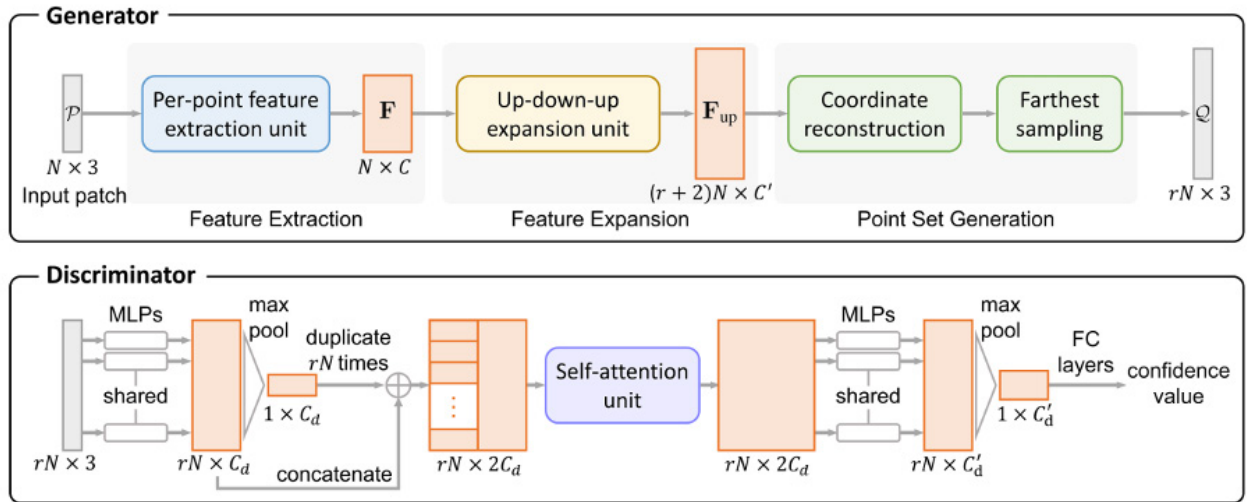 Generator
𝒫
N × 3
Input patch
Per-point feature
extraction unit
F
N × C
Feature Extraction
Up-down-up
expansion unit
F_up
(r + 2)N × C′
Feature Expansion
Coordinate
reconstruction
Farthest
sampling
Point Set Generation
𝒬
rN × 3
Discriminator
rN × 3
MLPs
shared
rN × C_d
max
pool
1 × C_d
duplicate
rN times
concatenate
rN × 2C_d
Self-attention
unit
rN × 2C_d
MLPs
shared
rN × C′_d
max
pool
1 × C′_d
FC
layers
confidence
value